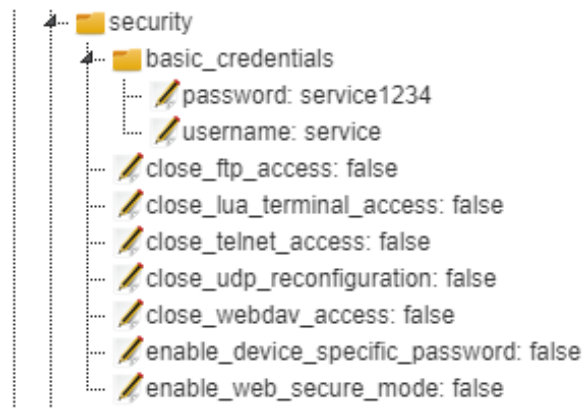 security
basic_credentials
password: service1234
username: service
close_ftp_access: false
close_lua_terminal_access: false
close_telnet_access: false
close_udp_reconfiguration: false
close_webdav_access: false
enable_device_specific_password: false
enable_web_secure_mode: false